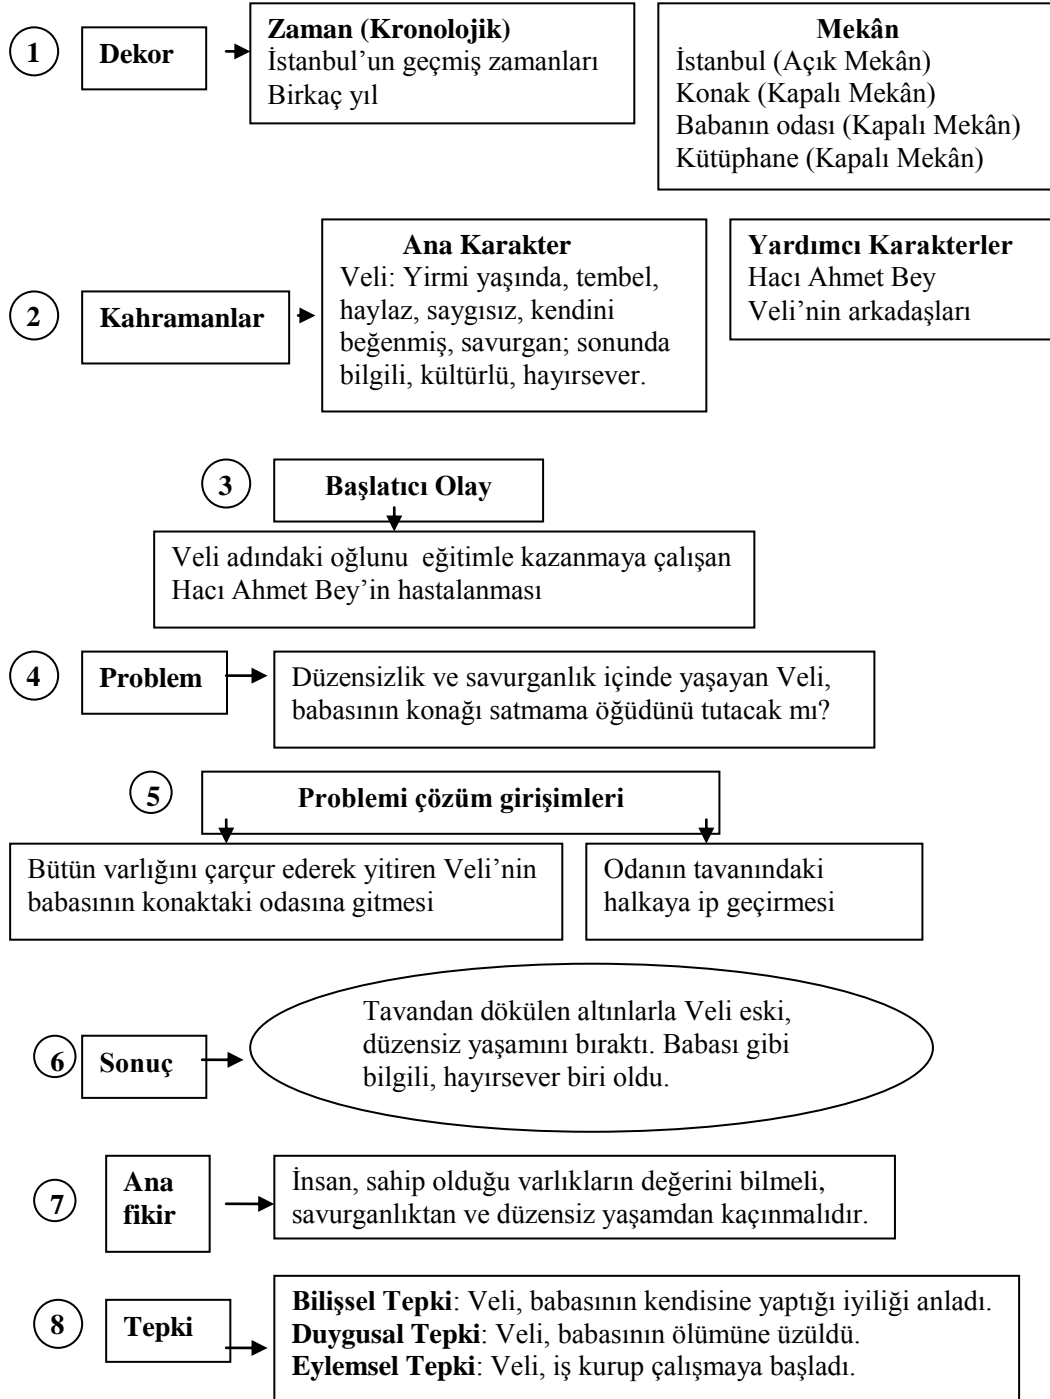 1
Dekor
Zaman (Kronolojik)
İstanbul’un geçmiş zamanları
Birkaç yıl
Mekân
İstanbul (Açık Mekân)
Konak (Kapalı Mekân)
Babanın odası (Kapalı Mekân)
Kütüphane (Kapalı Mekân)
2
Kahramanlar
Ana Karakter
Veli: Yirmi yaşında, tembel,
haylaz, saygısız, kendini
beğenmiş, savurgan; sonunda
bilgili, kültürlü, hayırsever.
Yardımcı Karakterler
Hacı Ahmet Bey
Veli’nin arkadaşları
3
Başlatıcı Olay
Veli adındaki oğlunu eğitimle kazanmaya çalışan
Hacı Ahmet Bey’in hastalanması
4
Problem
Düzensizlik ve savurganlık içinde yaşayan Veli,
babasının konağı satmama öğüdünü tutacak mı?
5
Problemi çözüm girişimleri
Bütün varlığını çarçur ederek yitiren Veli’nin
babasının konaktaki odasına gitmesi
Odanın tavanındaki
halkaya ip geçirmesi
6
Sonuç
Tavandan dökülen altınlarla Veli eski,
düzensiz yaşamını bıraktı. Babası gibi
bilgili, hayırsever biri oldu.
7
Ana
fikir
İnsan, sahip olduğu varlıkların değerini bilmeli,
savurganlıktan ve düzensiz yaşamdan kaçınmalıdır.
8
Tepki
Bilişsel Tepki: Veli, babasının kendisine yaptığı iyiliği anladı.
Duygusal Tepki: Veli, babasının ölümüne üzüldü.
Eylemsel Tepki: Veli, iş kurup çalışmaya başladı.